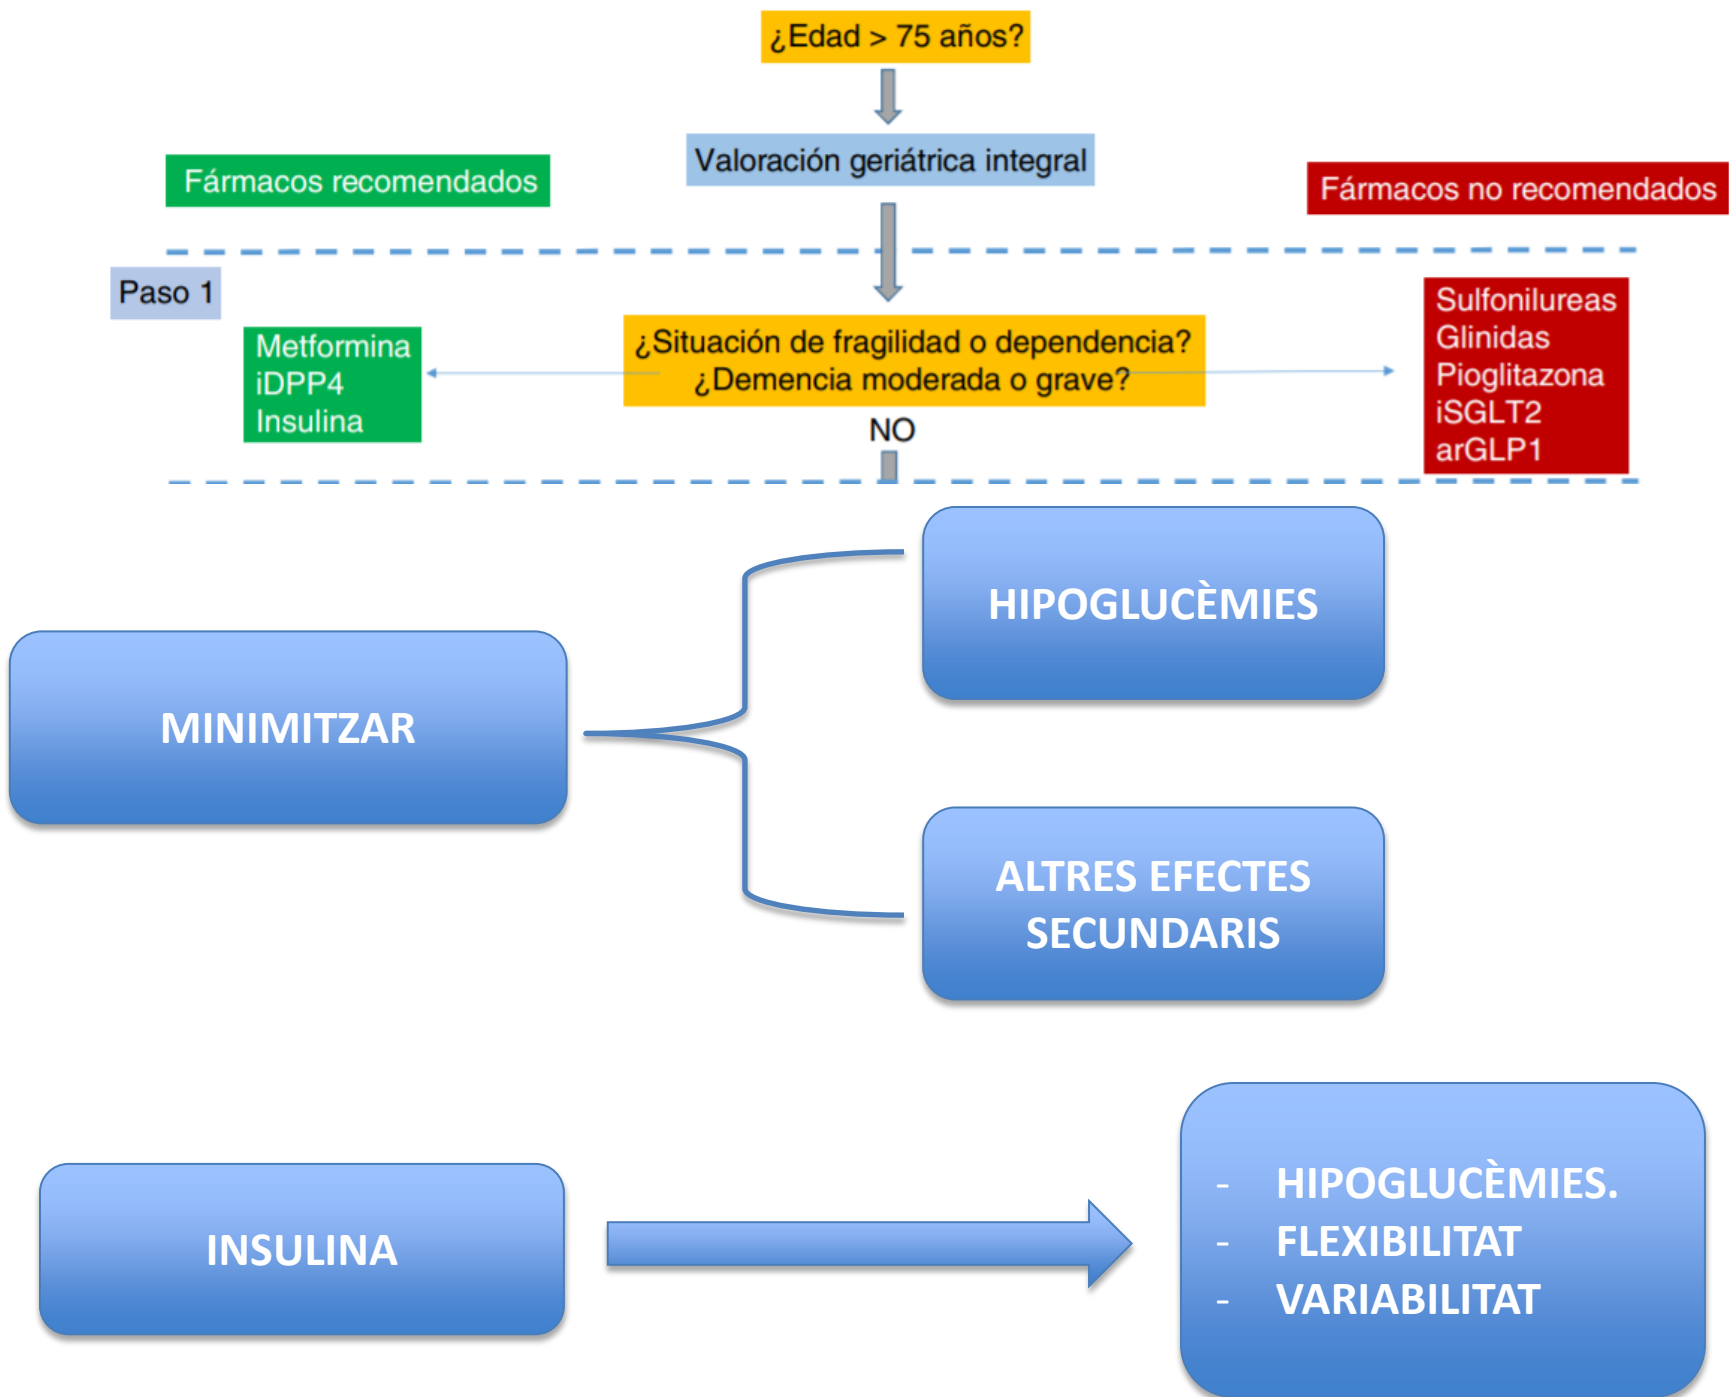 ¿Edad > 75 años?
Valoración geriátrica integral
Fármacos recomendados
Fármacos no recomendados
Paso 1
Metformina
iDPP4
Insulina
¿Situación de fragilidad o dependencia?
¿Demencia moderada o grave?
NO
Sulfonilureas
Glinidas
Pioglitazona
iSGLT2
arGLP1
MINIMITZAR
HIPOGLUCÈMIES
ALTRES EFECTES
SECUNDARIS
INSULINA
- HIPOGLUCÈMIES.
- FLEXIBILITAT
- VARIABILITAT